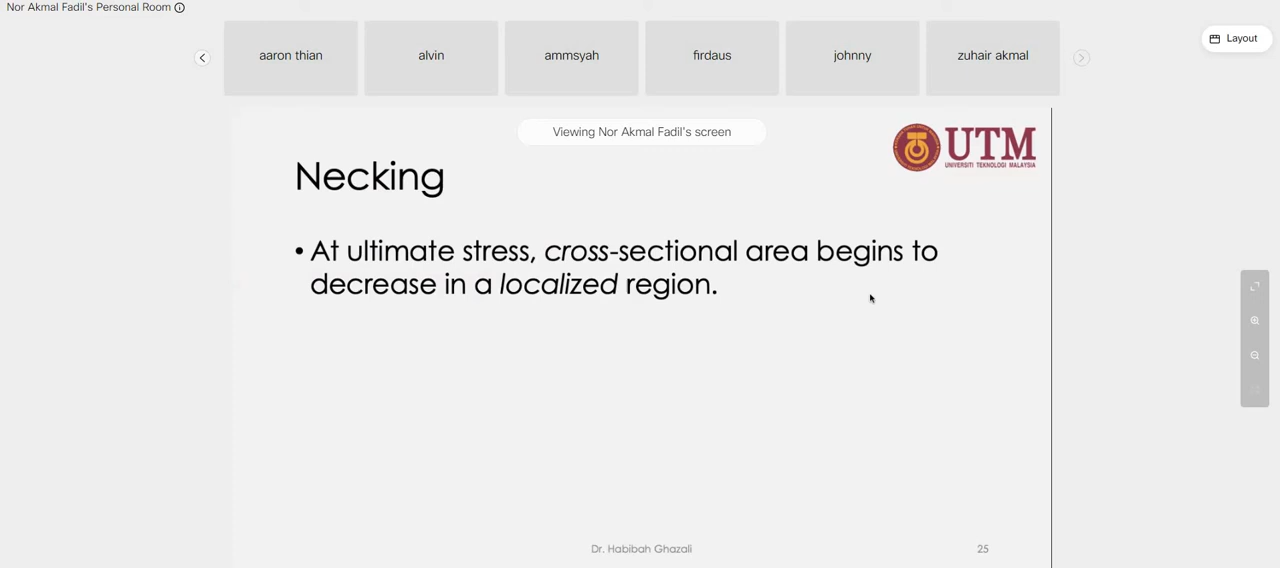 Nor Akmal Fadil's Personal Room
aaron thian
alvin
ammsyah
firdaus
johnny
zuhair akmal
Layout
Viewing Nor Akmal Fadil's screen
UTM
UNIVERSITI TEKNOLOGI MALAYSIA
Necking
• At ultimate stress, cross-sectional area begins to
decrease in a localized region.
Dr. Habibah Ghazali
25